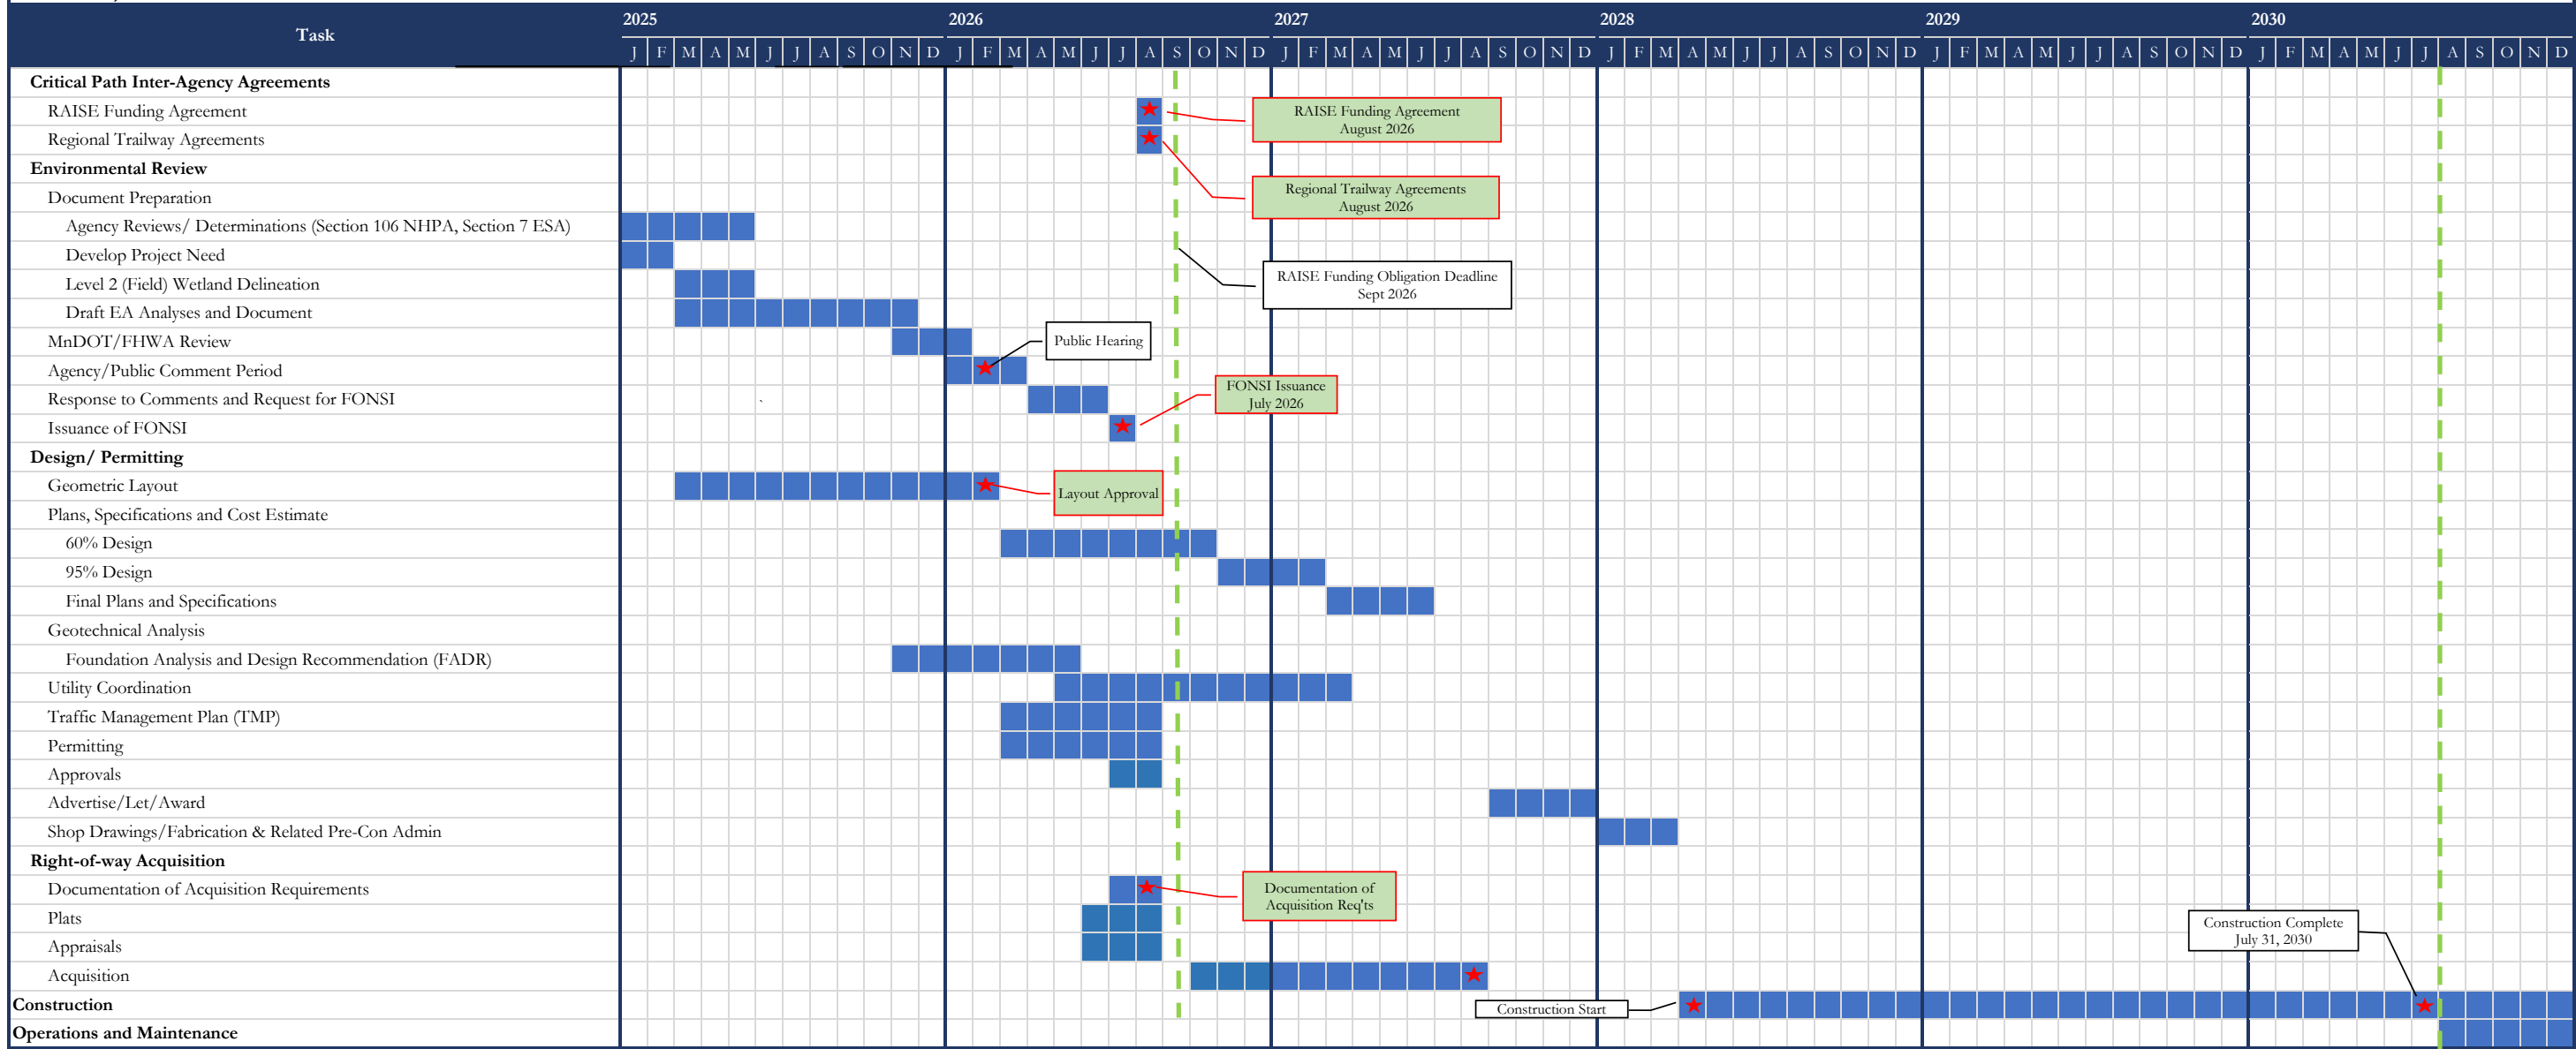 2025 2026 2027 2028 2029 2030
Task
J F M A M J J A S O N D J F M A M J J A S O N D J F M A M J J A S O N D J F M A M J J A S O N D J F M A M J J A S O N D J F M A M J J A S O N D
Critical Path Inter-Agency Agreements
RAISE Funding Agreement
RAISE Funding Agreement
August 2026
Regional Trailway Agreements
Environmental Review
Document Preparation
Regional Trailway Agreements
August 2026
Agency Reviews/ Determinations (Section 106 NHPA, Section 7 ESA)
Develop Project Need
Level 2 (Field) Wetland Delineation
RAISE Funding Obligation Deadline
Sept 2026
Draft EA Analyses and Document
MnDOT/FHWA Review
Public Hearing
Agency/Public Comment Period
Response to Comments and Request for FONSI
`
FONSI Issuance
July 2026
Issuance of FONSI
Design/ Permitting
Geometric Layout
Layout Approval
Plans, Specifications and Cost Estimate
60% Design
95% Design
Final Plans and Specifications
Geotechnical Analysis
Foundation Analysis and Design Recommendation (FADR)
Utility Coordination
Traffic Management Plan (TMP)
Permitting
Approvals
Advertise/Let/Award
Shop Drawings/Fabrication & Related Pre-Con Admin
Right-of-way Acquisition
Documentation of Acquisition Requirements
Documentation of
Acquisition Req'ts
Plats
Appraisals
Construction Complete
July 31, 2030
Acquisition
Construction
Construction Start
Operations and Maintenance